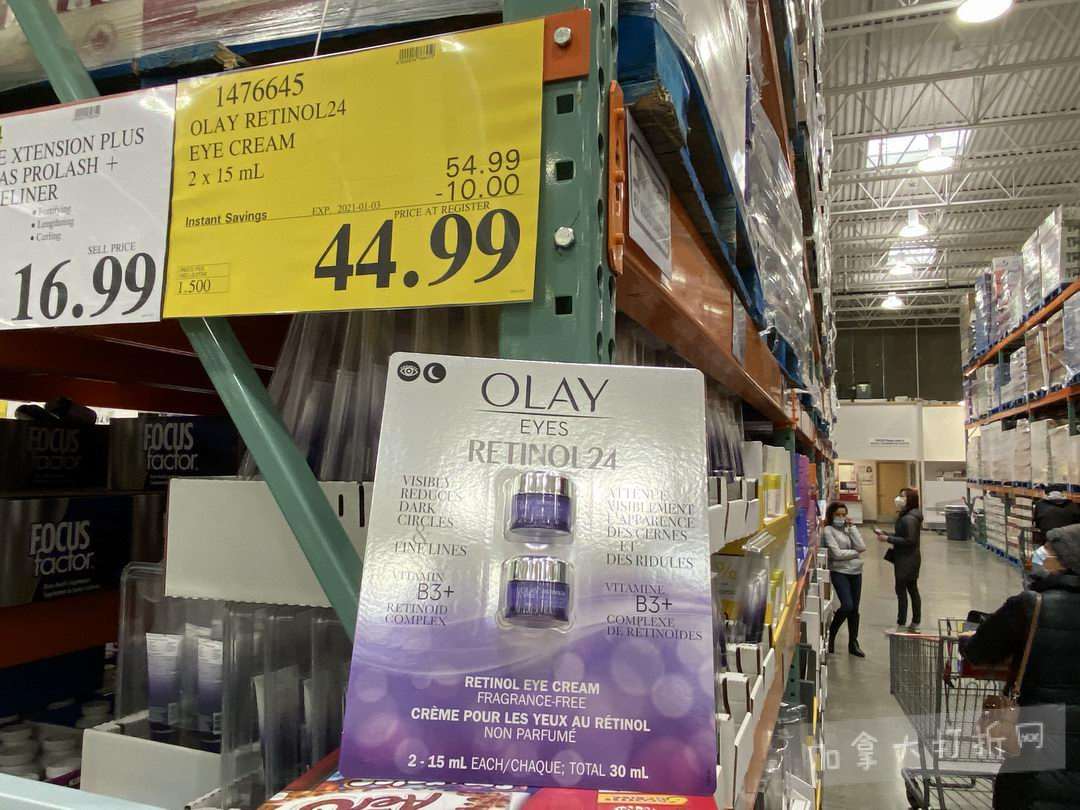 E XTENSION PLUS
AS PROLASH +
ELINER
• Fortifying
• Lengthening
• Curling
SELL PRICE
16.99
1476645
OLAY RETINOL24
EYE CREAM
2 x 15 mL
54.99
-10.00
Instant Savings
EXP. 2021-01-03
PRICE AT REGISTER
44.99
1.500
FOCUS
factor
FOCUS
factor
FOCUS
factor
OLAY
EYES
RETINOL24
VISIBLY
REDUCES
DARK
CIRCLES
&
FINE LINES
VITAMIN
B3+
RETINOID
COMPLEX
ATTÉNUE
VISIBLEMENT
L'APPARENCE
DES CERNES
ET
DES RIDULES
VITAMINE
B3+
COMPLEXE
DE RETINOÏDES
RETINOL EYE CREAM
FRAGRANCE-FREE
CRÈME POUR LES YEUX AU RÉTINOL
NON PARFUMÉ
2 - 15 mL EACH/CHAQUE; TOTAL 30 mL
AERO
加拿大打折网